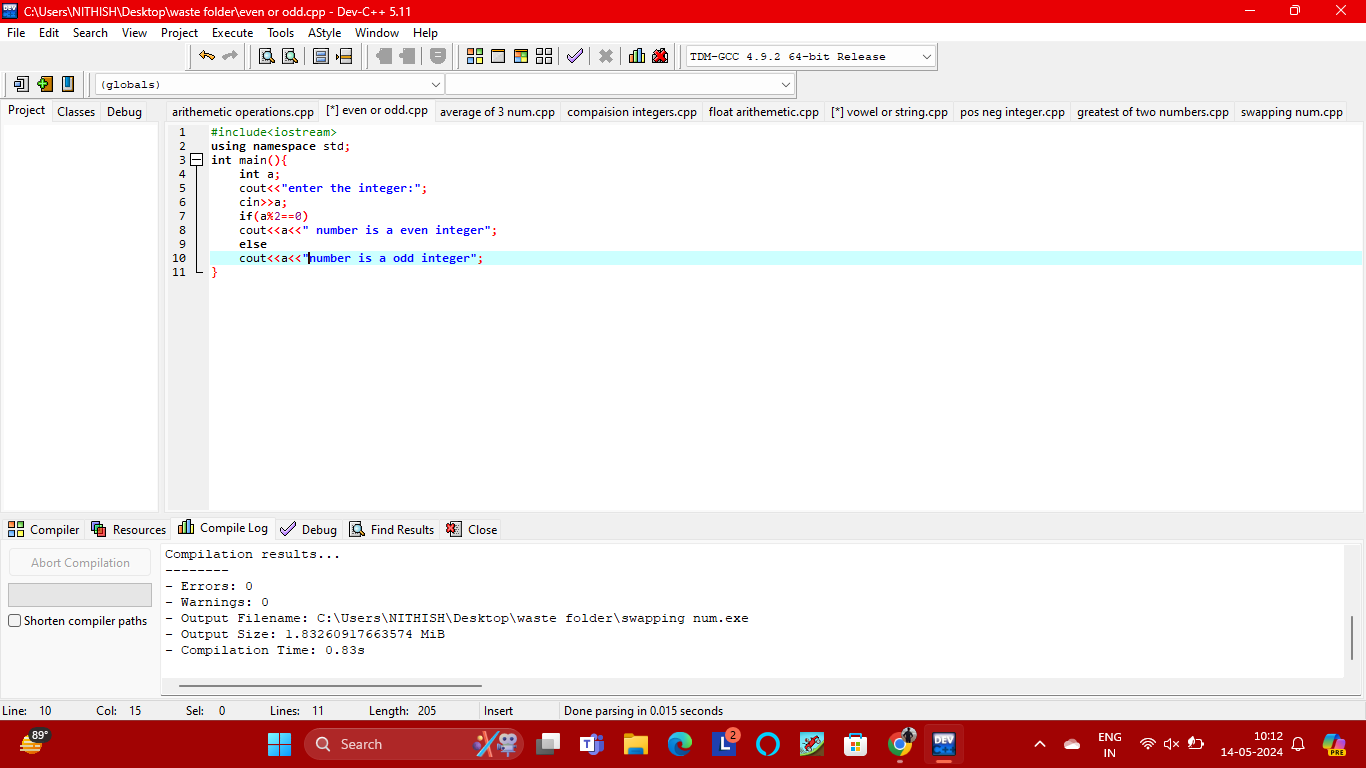 C:\Users\NITHISH\Desktop\waste folder\even or odd.cpp - Dev-C++ 5.11
File Edit Search View Project Execute Tools AStyle Window Help
TDM-GCC 4.9.2 64-bit Release
(globals)
Project Classes Debug arithemetic operations.cpp [*] even or odd.cpp average of 3 num.cpp compaision integers.cpp float arithemetic.cpp [*] vowel or string.cpp pos neg integer.cpp greatest of two numbers.cpp swapping num.cpp
1 #include<iostream>
2 using namespace std;
3 int main(){
4 int a;
5 cout<<"enter the integer:";
6 cin>>a;
7 if(a%2==0)
8 cout<<a<<" number is a even integer";
9 else
10 cout<<a<<"number is a odd integer";
11 }
Compiler Resources Compile Log Debug Find Results Close
Abort Compilation
Shorten compiler paths
Compilation results...
--------
- Errors: 0
- Warnings: 0
- Output Filename: C:\Users\NITHISH\Desktop\waste folder\swapping num.exe
- Output Size: 1.83260917663574 MiB
- Compilation Time: 0.83s
Line: 10 Col: 15 Sel: 0 Lines: 11 Length: 205 Insert Done parsing in 0.015 seconds
89°
Search
L 2
DEV
ENG
IN
10:12
14-05-2024
PRE